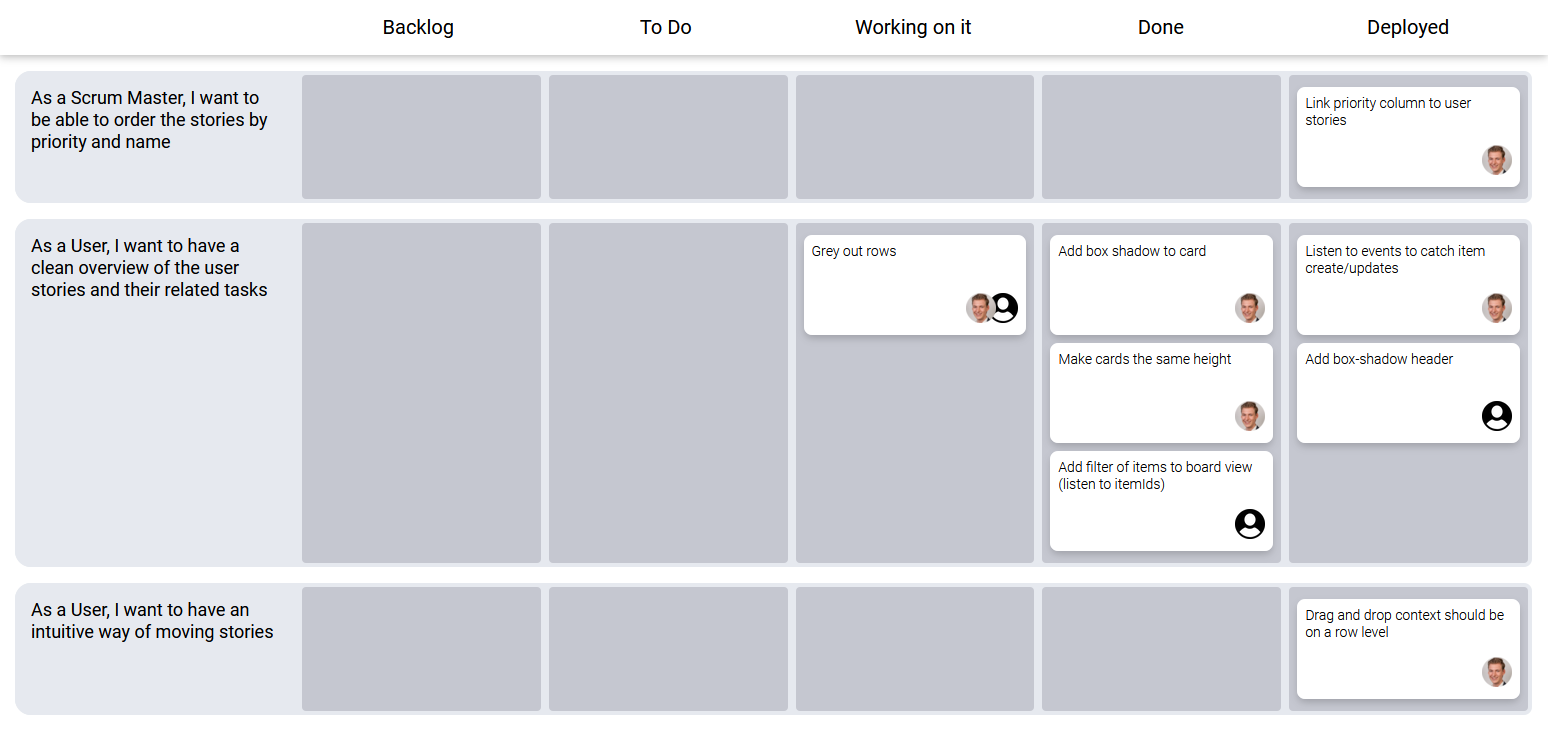 Backlog
To Do
Working on it
Done
Deployed
As a Scrum Master, I want to
be able to order the stories by
priority and name
Link priority column to user
stories
As a User, I want to have a
clean overview of the user
stories and their related tasks
Grey out rows
Add box shadow to card
Make cards the same height
Add filter of items to board view
(listen to itemIds)
Listen to events to catch item
create/updates
Add box-shadow header
As a User, I want to have an
intuitive way of moving stories
Drag and drop context should be
on a row level